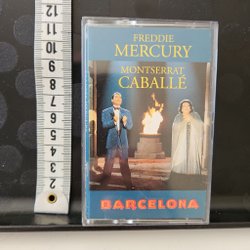 FREDDIE
MERCURY
MONTSERRAT
CABALLÉ
BARCELONA
12
11
10
9
8
7
6
5
4
3
2